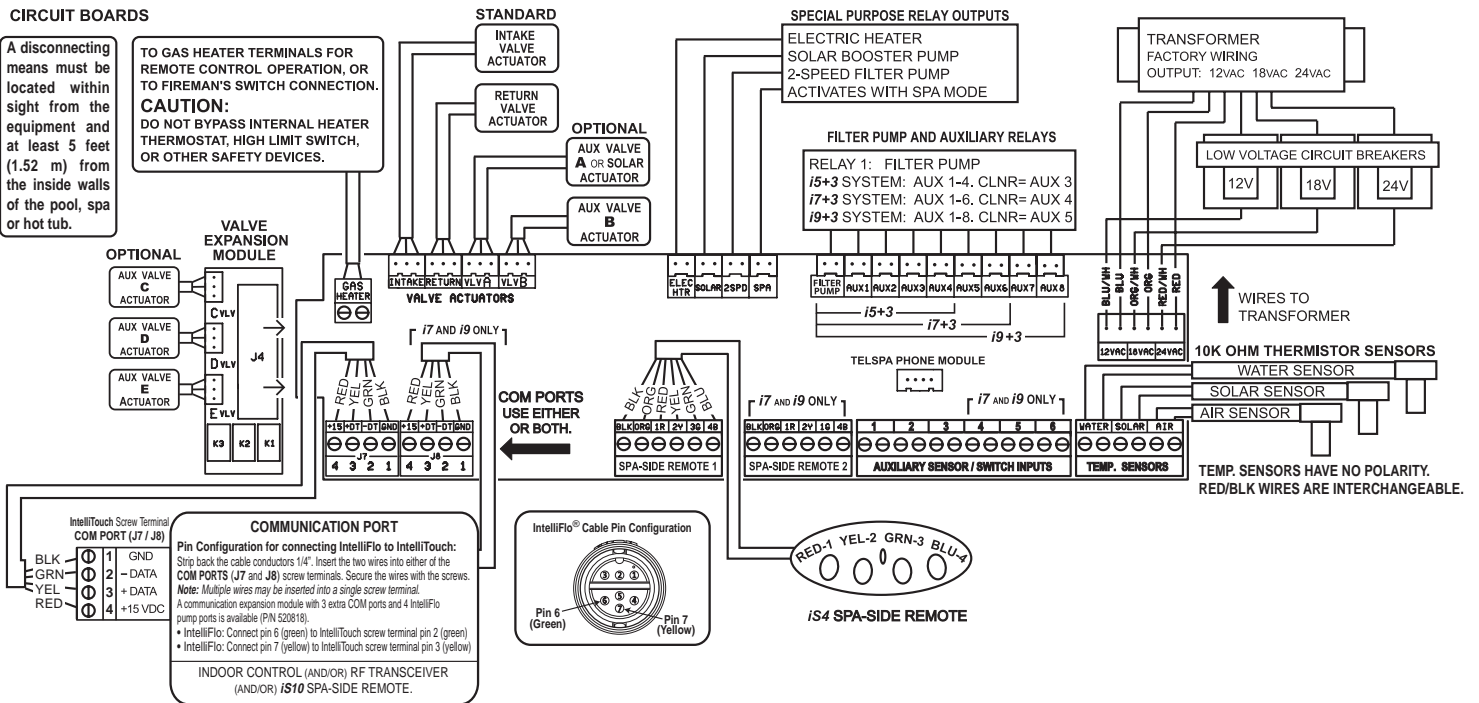 CIRCUIT BOARDS
A disconnecting
means must be
located within
sight from the
equipment and
at least 5 feet
(1.52 m) from
the inside walls
of the pool, spa
or hot tub.
TO GAS HEATER TERMINALS FOR
REMOTE CONTROL OPERATION, OR
TO FIREMAN'S SWITCH CONNECTION.
CAUTION:
DO NOT BYPASS INTERNAL HEATER
THERMOSTAT, HIGH LIMIT SWITCH,
OR OTHER SAFETY DEVICES.
STANDARD
INTAKE
VALVE
ACTUATOR
RETURN
VALVE
ACTUATOR
OPTIONAL
AUX VALVE
A OR SOLAR
ACTUATOR
AUX VALVE
B
ACTUATOR
SPECIAL PURPOSE RELAY OUTPUTS
ELECTRIC HEATER
SOLAR BOOSTER PUMP
2-SPEED FILTER PUMP
ACTIVATES WITH SPA MODE
FILTER PUMP AND AUXILIARY RELAYS
RELAY 1: FILTER PUMP
i5+3 SYSTEM: AUX 1-4. CLNR= AUX 3
i7+3 SYSTEM: AUX 1-6. CLNR= AUX 4
i9+3 SYSTEM: AUX 1-8. CLNR= AUX 5
TRANSFORMER
FACTORY WIRING
OUTPUT: 12VAC 18VAC 24VAC
LOW VOLTAGE CIRCUIT BREAKERS
12V 18V 24V
VALVE
EXPANSION
MODULE
OPTIONAL
AUX VALVE
C
ACTUATOR
AUX VALVE
D
ACTUATOR
AUX VALVE
E
ACTUATOR
C VLV
D VLV
E VLV
J4
K3 K2 K1
GAS
HEATER
INTAKE RETURN VLV A VLV B
VALVE ACTUATORS
ELEC
HTR SOLAR 2SPD SPA
FILTER
PUMP AUX1 AUX2 AUX3 AUX4 AUX5 AUX6 AUX7 AUX8
i5+3
i7+3
i9+3
BLU/WH BLU ORG/WH ORG RED/WH RED
12VAC 18VAC 24VAC
WIRES TO
TRANSFORMER
i7 AND i9 ONLY
RED YEL GRN BLK
RED YEL GRN BLK
+15 +DT -DT GND +15 +DT -DT GND
J7 J8
4 3 2 1 4 3 2 1
COM PORTS
USE EITHER
OR BOTH.
BLK ORG RED YEL GRN BLU
BLK ORG 1R 2Y 3G 4B
SPA-SIDE REMOTE 1
i7 AND i9 ONLY
BLK ORG 1R 2Y 1G 4B
SPA-SIDE REMOTE 2
TELSPA PHONE MODULE
i7 AND i9 ONLY
1 2 3 4 5 6
AUXILIARY SENSOR / SWITCH INPUTS
WATER SOLAR AIR
TEMP. SENSORS
10K OHM THERMISTOR SENSORS
WATER SENSOR
SOLAR SENSOR
AIR SENSOR
TEMP. SENSORS HAVE NO POLARITY.
RED/BLK WIRES ARE INTERCHANGEABLE.
IntelliTouch Screw Terminal
COM PORT (J7 / J8)
BLK 1 GND
GRN 2 – DATA
YEL 3 + DATA
RED 4 +15 VDC
COMMUNICATION PORT
Pin Configuration for connecting IntelliFlo to IntelliTouch:
Strip back the cable conductors 1/4”. Insert the two wires into either of the
COM PORTS (J7 and J8) screw terminals. Secure the wires with the screws.
Note: Multiple wires may be inserted into a single screw terminal.
A communication expansion module with 3 extra COM ports and 4 IntelliFlo
pump ports is available (P/N 520818).
• IntelliFlo: Connect pin 6 (green) to IntelliTouch screw terminal pin 2 (green)
• IntelliFlo: Connect pin 7 (yellow) to IntelliTouch screw terminal pin 3 (yellow)
INDOOR CONTROL (AND/OR) RF TRANSCEIVER
(AND/OR) iS10 SPA-SIDE REMOTE.
IntelliFlo® Cable Pin Configuration
3 2 1
6 5 4
7
Pin 6
(Green)
Pin 7
(Yellow)
RED-1 YEL-2 GRN-3 BLU-4
iS4 SPA-SIDE REMOTE